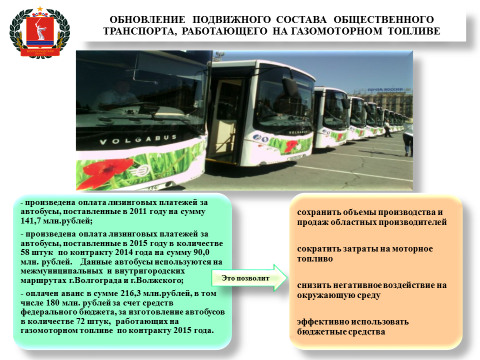 ОБНОВЛЕНИЕ ПОДВИЖНОГО СОСТАВА ОБЩЕСТВЕННОГО
ТРАНСПОРТА, РАБОТАЮЩЕГО НА ГАЗОМОТОРНОМ ТОПЛИВЕ
VOLGABUS
- произведена оплата лизинговых платежей за
автобусы, поставленные в 2011 году на сумму
141,7 млн.рублей;
- произведена оплата лизинговых платежей за
автобусы, поставленные в 2015 году в количестве
58 штук по контракту 2014 года на сумму 90,0
млн. рублей. Данные автобусы используются на
межмуниципальных и внутригородских
маршрутах г.Волгограда и г.Волжского;
- оплачен аванс в сумме 216,3 млн.рублей, в том
числе 180 млн. рублей за счет средств
федерального бюджета, за изготовление автобусов
в количестве 72 штук, работающих на
газомоторном топливе по контракту 2015 года.
Это позволит
сохранить объемы производства и
продаж областных производителей
сократить затраты на моторное
топливо
снизить негативное воздействие на
окружающую среду
эффективно использовать
бюджетные средства